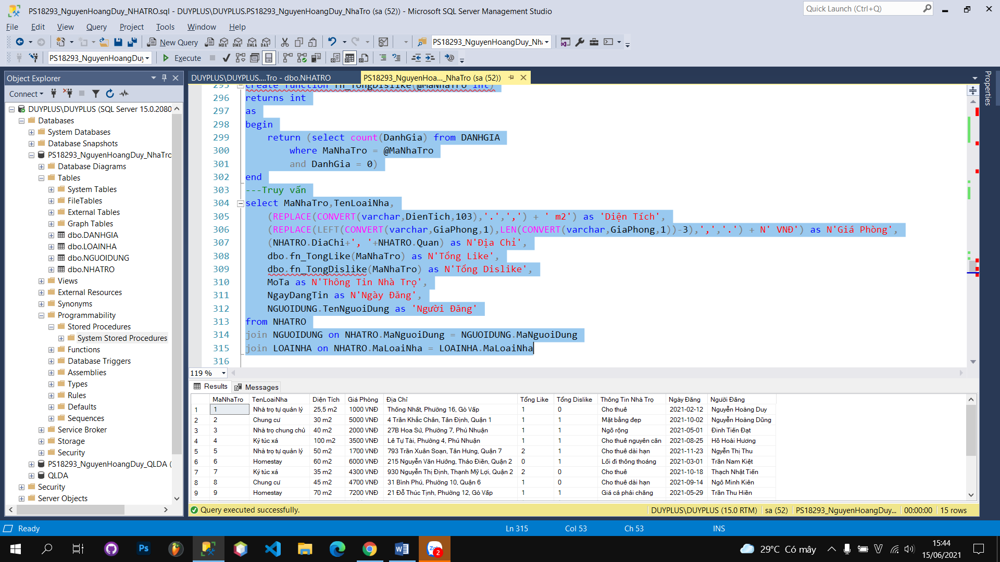 PS18293_NguyenHoangDuy_NHATRO.sql - DUYPLUS\DUYPLUS.PS18293_NguyenHoangDuy_NhaTro (sa (52)) - Microsoft SQL Server Management Studio
Quick Launch (Ctrl+Q)
File Edit View Query Project Tools Window Help
New Query
MDX DMX XMLA DAX
PS18293_NguyenHoangDuy_Nh
PS18293_NguyenHoangDuy
Execute
Object Explorer
Connect
DUYPLUS\DUYPLUS (SQL Server 15.0.2080
Databases
System Databases
Database Snapshots
PS18293_NguyenHoangDuy_NhaTro
Database Diagrams
Tables
System Tables
FileTables
External Tables
Graph Tables
dbo.DANHGIA
dbo.LOAINHA
dbo.NGUOIDUNG
dbo.NHATRO
Views
External Resources
Synonyms
Programmability
Stored Procedures
System Stored Procedures
Functions
Database Triggers
Assemblies
Types
Rules
Defaults
Sequences
Service Broker
Storage
Security
PS18293_NguyenHoangDuy_QLDA (
QLDA
Security
Server Objects
DUYPLUS\DUYPLUS....Tro - dbo.NHATRO
PS18293_NguyenHoa..._NhaTro (sa (52))
Properties
295 create function fn_TongDislike(@MaNhaTro int)
296 returns int
297 as
298 begin
299 return (select count(DanhGia) from DANHGIA
300 where MaNhaTro = @MaNhaTro
301 and DanhGia = 0)
302 end
303 ---Truy vấn
304 select MaNhaTro,TenLoaiNha,
305 (REPLACE(CONVERT(varchar,DienTich,103),'.',',') + ' m2') as 'Diện Tích',
306 (REPLACE(LEFT(CONVERT(varchar,GiaPhong,1),LEN(CONVERT(varchar,GiaPhong,1))-3),',','.') + N' VNĐ') as N'Giá Phòng',
307 (NHATRO.DiaChi+', '+NHATRO.Quan) as N'Địa Chỉ',
308 dbo.fn_TongLike(MaNhaTro) as N'Tổng Like',
309 dbo.fn_TongDislike(MaNhaTro) as N'Tổng Dislike',
310 MoTa as N'Thông Tin Nhà Trọ',
311 NgayDangTin as N'Ngày Đăng',
312 NGUOIDUNG.TenNguoiDung as 'Người Đăng'
313 from NHATRO
314 join NGUOIDUNG on NHATRO.MaNguoiDung = NGUOIDUNG.MaNguoiDung
315 join LOAINHA on NHATRO.MaLoaiNha = LOAINHA.MaLoaiNha
316
119 %
Results Messages
MaNhaTro TenLoaiNha Diện Tích Giá Phòng Địa Chỉ Tổng Like Tổng Dislike Thông Tin Nhà Trọ Ngày Đăng Người Đăng
1 1 Nhà trọ tự quản lý 25,5 m2 1000 VNĐ Thống Nhất, Phường 16, Gò Vấp 1 0 Cho thuê 2021-02-12 Nguyễn Hoàng Duy
2 2 Chung cư 30 m2 5000 VNĐ 4 Trần Khắc Chân, Tân Định, Quận 1 1 1 Mặt bằng đẹp 2021-10-02 Nguyễn Hoàng Dũng
3 3 Nhà trọ chung chủ 40 m2 2000 VNĐ 27B Hoa Sứ, Phường 7, Phú Nhuận 1 1 Ngõ rộng 2021-05-01 Đinh Tiến Đạt
4 4 Ký túc xá 100 m2 3500 VNĐ Lê Tự Tài, Phường 4, Phú Nhuận 1 1 Cho thuê nguyên căn 2021-08-25 Hồ Hoài Hương
5 5 Nhà trọ tự quản lý 50 m2 1700 VNĐ 793 Trần Xuân Soạn, Tân Hưng, Quận 7 2 1 Cho thuê dài hạn 2021-11-23 Ngyễn Thị Thu
6 6 Homestay 60 m2 6000 VNĐ 215 Nguyễn Văn Hưởng, Thảo Điền, Quận 2 0 1 Lối đi thông thoáng 2021-03-01 Trần Nam Kiệt
7 7 Ký túc xá 35 m2 4300 VNĐ 930 Nguyễn Thị Định, Thạnh Mỹ Lợi, Quận 2 2 0 Cho thuê 2021-10-18 Thạch Nhật Tiến
8 8 Chung cư 45 m2 4700 VNĐ 31 Bình Phú, Phường 10, Quận 6 1 0 Cho thuê dài hạn 2021-09-14 Ngô Minh Kiên
9 9 Homestay 70 m2 7200 VNĐ 21 Đỗ Thúc Tịnh, Phường 12, Gò Vấp 1 1 Giá cả phải chăng 2021-05-29 Trần Thu Hiền
Query executed successfully.
DUYPLUS\DUYPLUS (15.0 RTM) sa (52) PS18293_NguyenHoangDuy... 00:00:00 15 rows
Ready Ln 315 Col 53 Ch 53 INS
Ps
2
29°C Có mây
15:44
15/06/2021